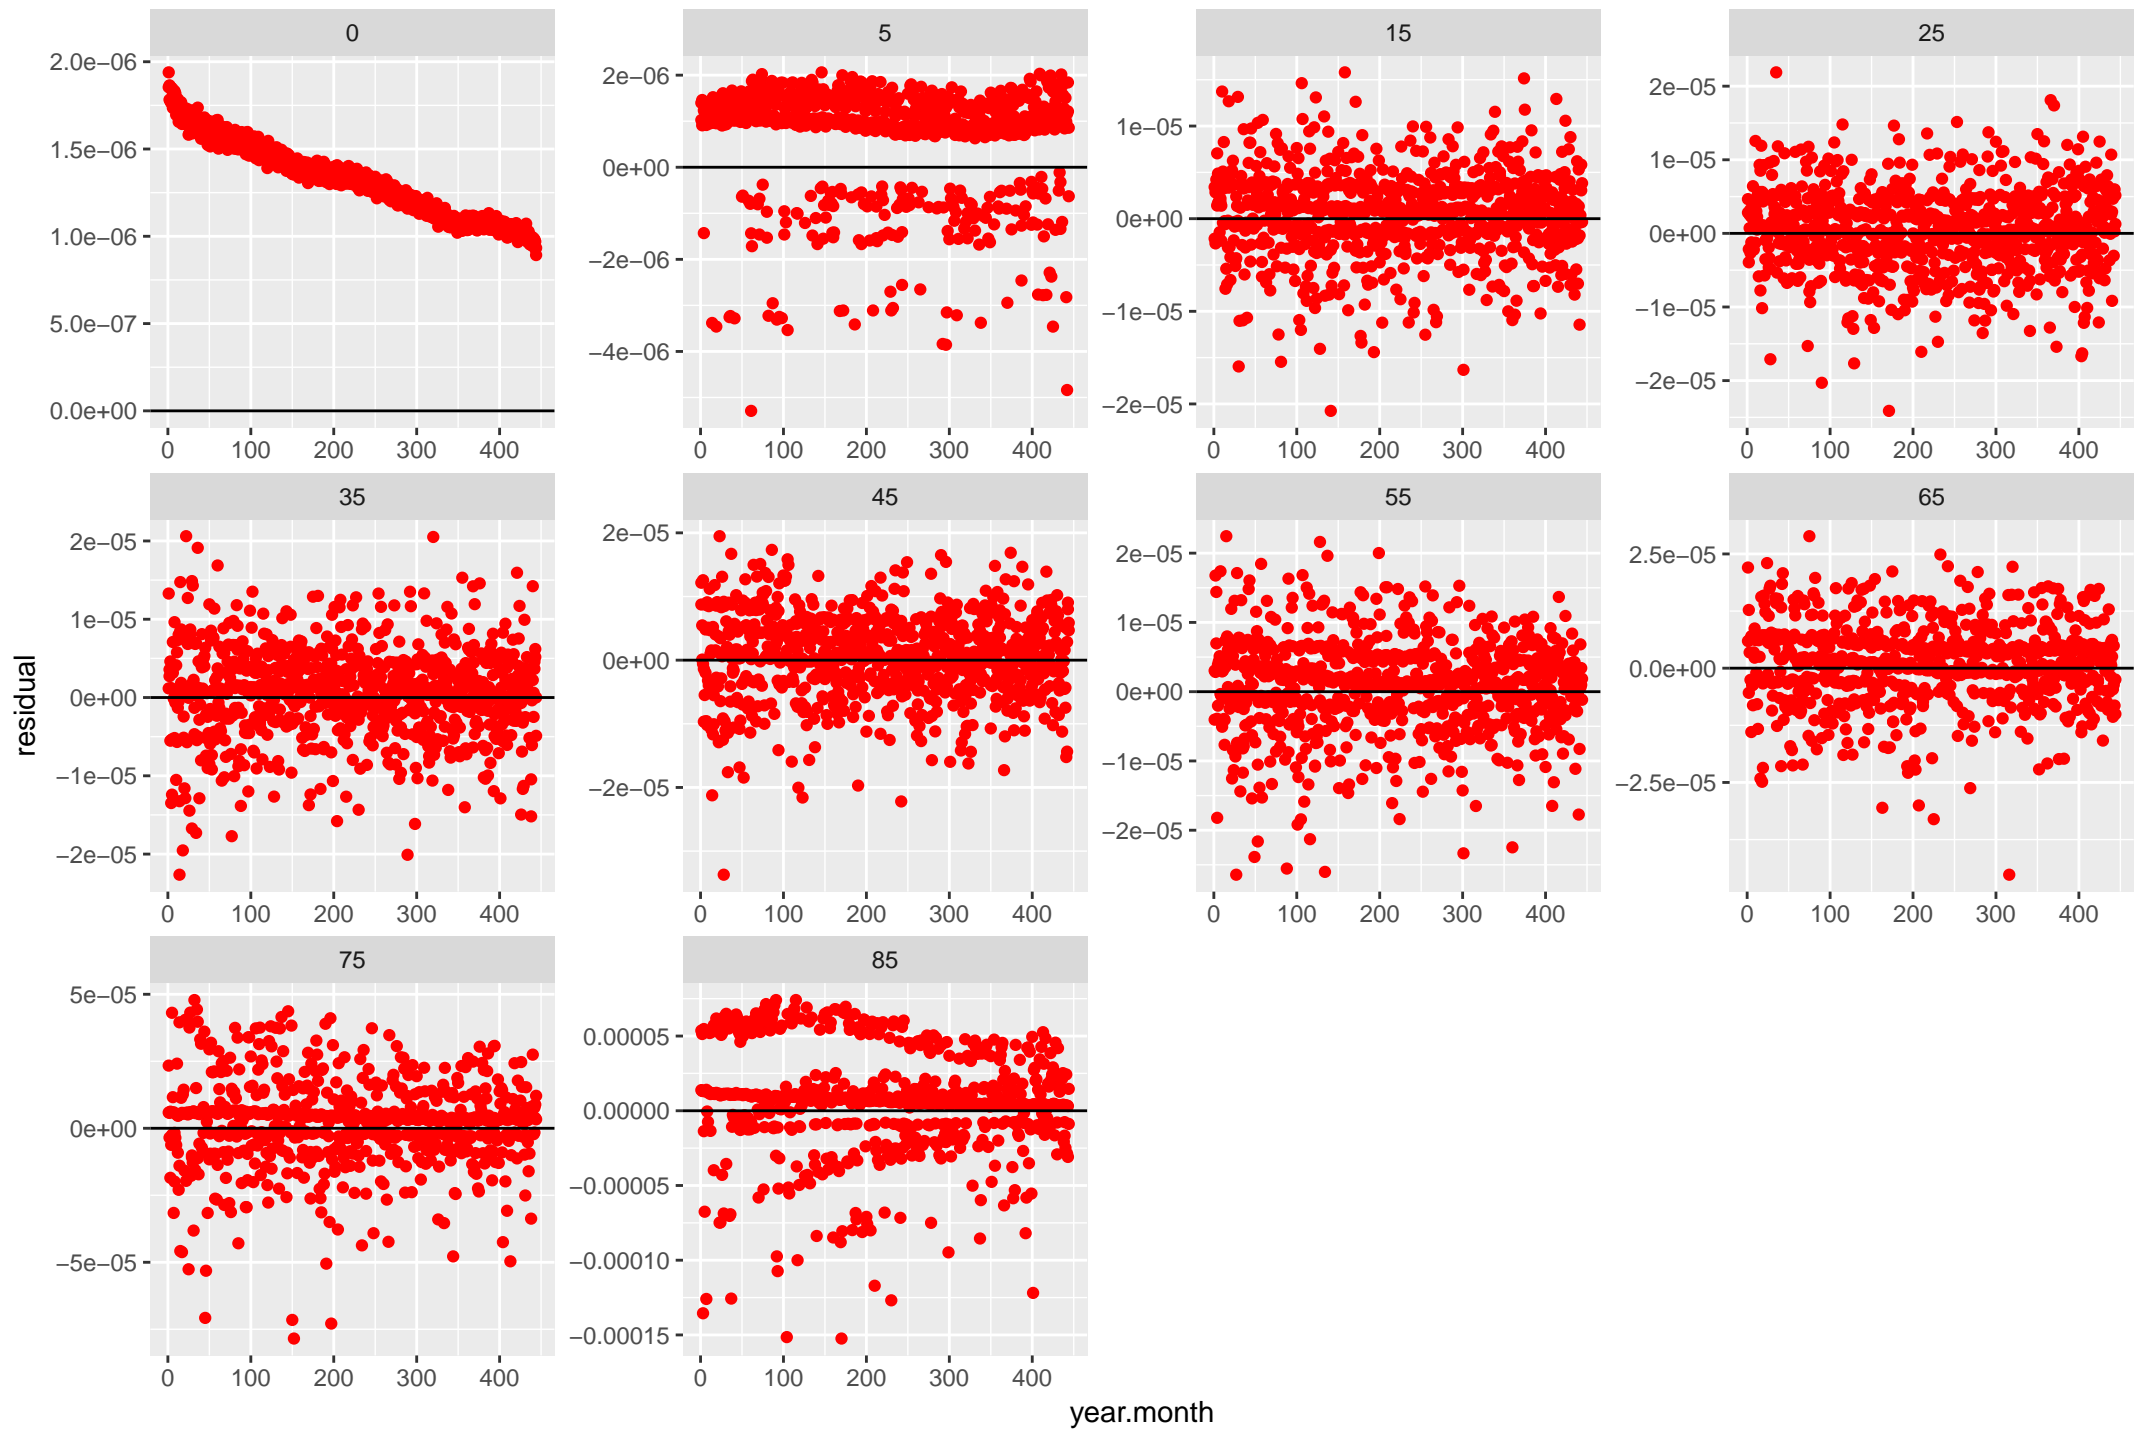 0 5 15 25
2.0e−06
1.5e−06
1.0e−06
5.0e−07
0.0e+00
0 100 200 300 400
2e−06
0e+00
−2e−06
−4e−06
0 100 200 300 400
1e−05
0e+00
−1e−05
−2e−05
0 100 200 300 400
2e−05
1e−05
0e+00
−1e−05
−2e−05
0 100 200 300 400
35 45 55 65
2e−05
1e−05
0e+00
−1e−05
−2e−05
0 100 200 300 400
2e−05
0e+00
−2e−05
0 100 200 300 400
2e−05
1e−05
0e+00
−1e−05
−2e−05
0 100 200 300 400
2.5e−05
0.0e+00
−2.5e−05
0 100 200 300 400
75 85
5e−05
0e+00
−5e−05
0 100 200 300 400
0.00005
0.00000
−0.00005
−0.00010
−0.00015
0 100 200 300 400
residual
year.month